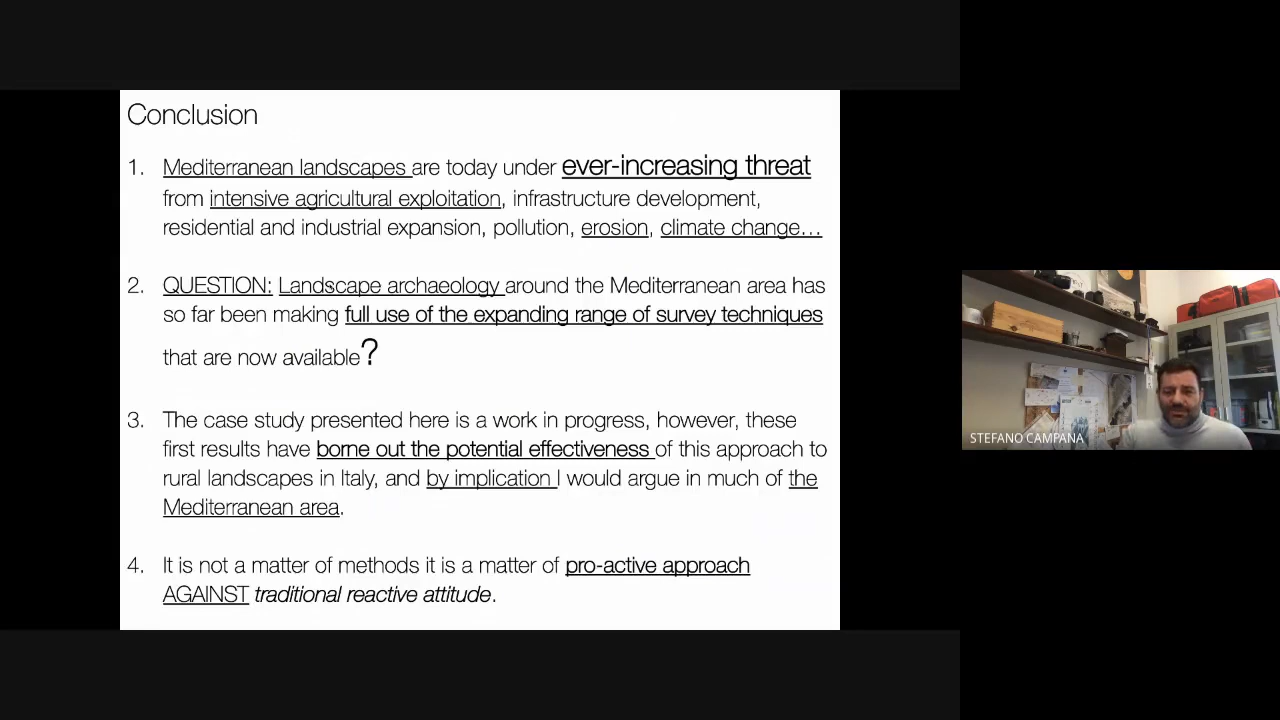 Conclusion
1. Mediterranean landscapes are today under ever-increasing threat
from intensive agricultural exploitation, infrastructure development,
residential and industrial expansion, pollution, erosion, climate change…
2. QUESTION: Landscape archaeology around the Mediterranean area has
so far been making full use of the expanding range of survey techniques
that are now available?
3. The case study presented here is a work in progress, however, these
first results have borne out the potential effectiveness of this approach to
rural landscapes in Italy, and by implication I would argue in much of the
Mediterranean area.
4. It is not a matter of methods it is a matter of pro-active approach
AGAINST traditional reactive attitude.
STEFANO CAMPANA